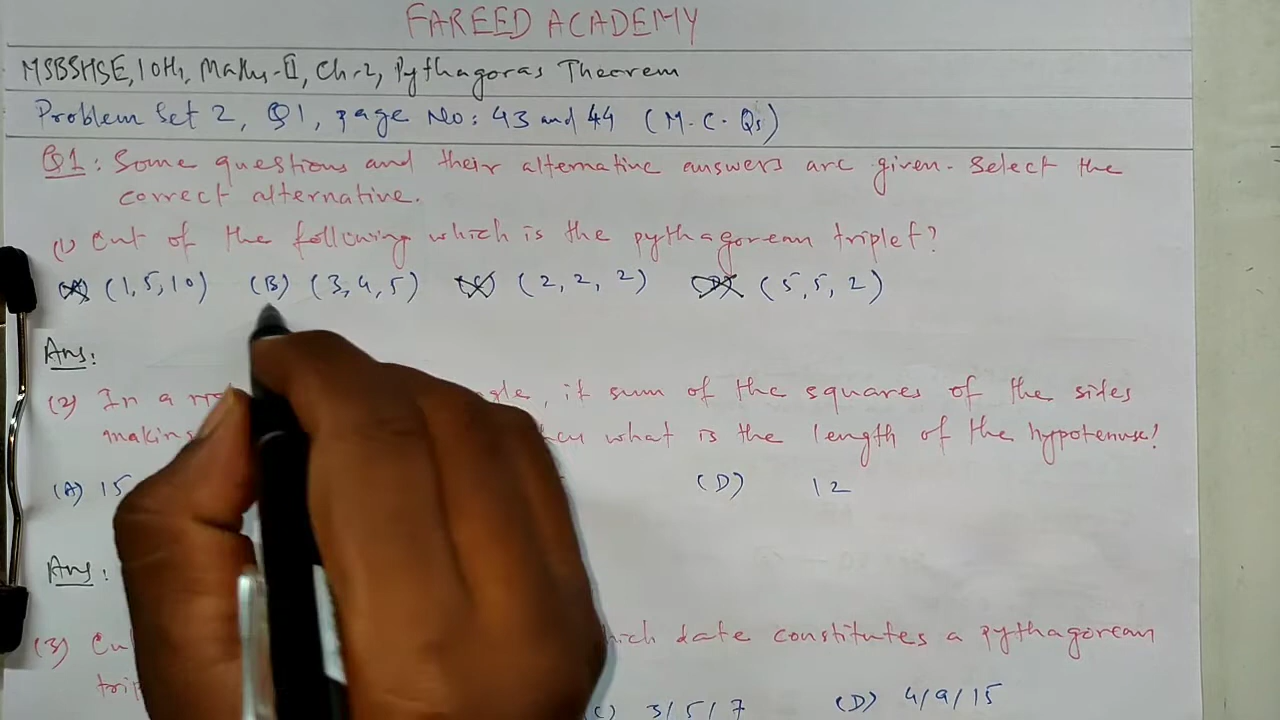 FAREED ACADEMY
MSBSHSE, 10th, Maths-II, Ch-2, Pythagoras Theorem
Problem Set 2, Q1, page No: 43 and 44 (M.C.Qs)
Q1: Some questions and their alternative answers are given. Select the
correct alternative.
(1) Out of the following which is the pythagorean triplet?
(A) (1,5,10) (B) (3,4,5) (C) (2, 2, 2) (D) (5,5, 2)
Ans:
(2) In a if sum of the squares of the sides
making what is the length of the hypotenuse?
(A) 15 (D) 12
Ans:
(3) which date constitutes a pythagorean
3/5/7 (D) 4/9/15